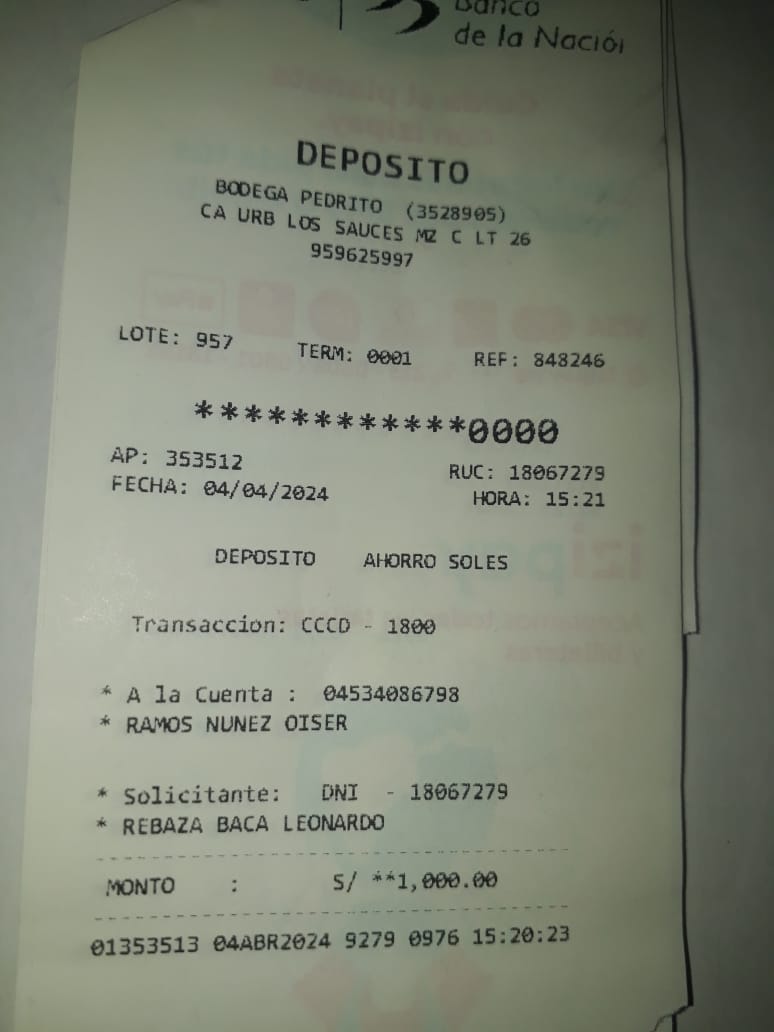 Banco
de la Nación
DEPOSITO
BODEGA PEDRITO (3528905)
CA URB LOS SAUCES MZ C LT 26
959625997
LOTE: 957 TERM: 0001 REF: 848246
************0000
AP: 353512 RUC: 18067279
FECHA: 04/04/2024 HORA: 15:21
DEPOSITO AHORRO SOLES
Transaccion: CCCD - 1800
* A la Cuenta : 04534086798
* RAMOS NUNEZ OISER
* Solicitante: DNI - 18067279
* REBAZA BACA LEONARDO
MONTO : S/ **1,000.00
01353513 04ABR2024 9279 0976 15:20:23
izipay